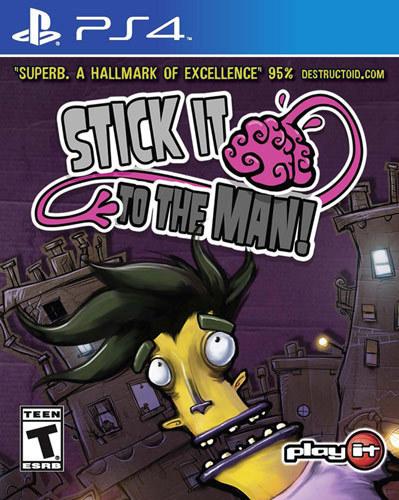 PS4
"SUPERB. A HALLMARK OF EXCELLENCE" 95% DESTRUCTOID.COM
STICK IT
TO THE MAN!
TEEN
T
ESRB
play it